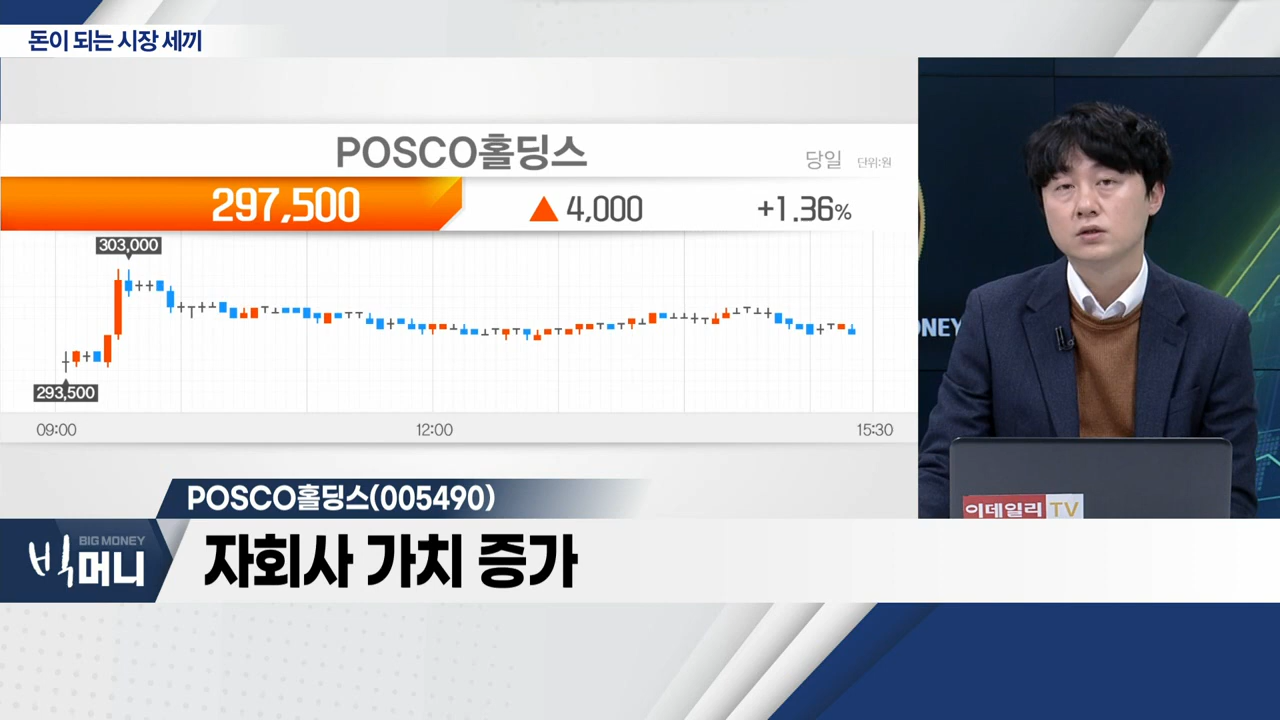 돈이 되는 시장 세끼
POSCO홀딩스
당일 단위:원
297,500 ▲ 4,000 +1.36%
303,000
293,500
09:00 12:00 15:30
ONEY
이데일리 TV
POSCO홀딩스(005490)
BIG MONEY
빅머니
자회사 가치 증가